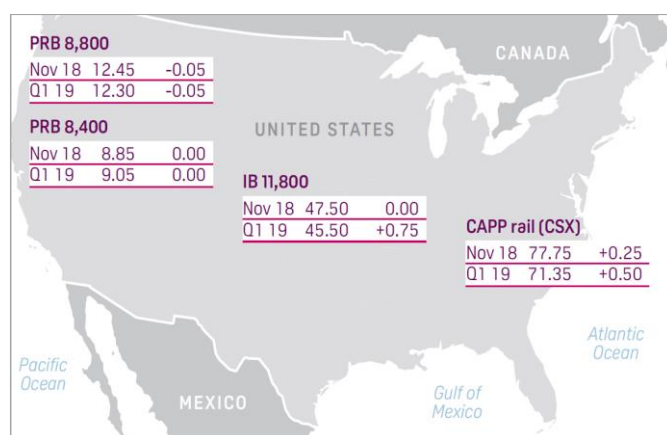 PRB 8,800
Nov 18 12.45 -0.05
Q1 19 12.30 -0.05
PRB 8,400
Nov 18 8.85 0.00
Q1 19 9.05 0.00
CANADA
UNITED STATES
IB 11,800
Nov 18 47.50 0.00
Q1 19 45.50 +0.75
CAPP rail (CSX)
Nov 18 77.75 +0.25
Q1 19 71.35 +0.50
Pacific
Ocean
MEXICO
Gulf of
Mexico
Atlantic
Ocean